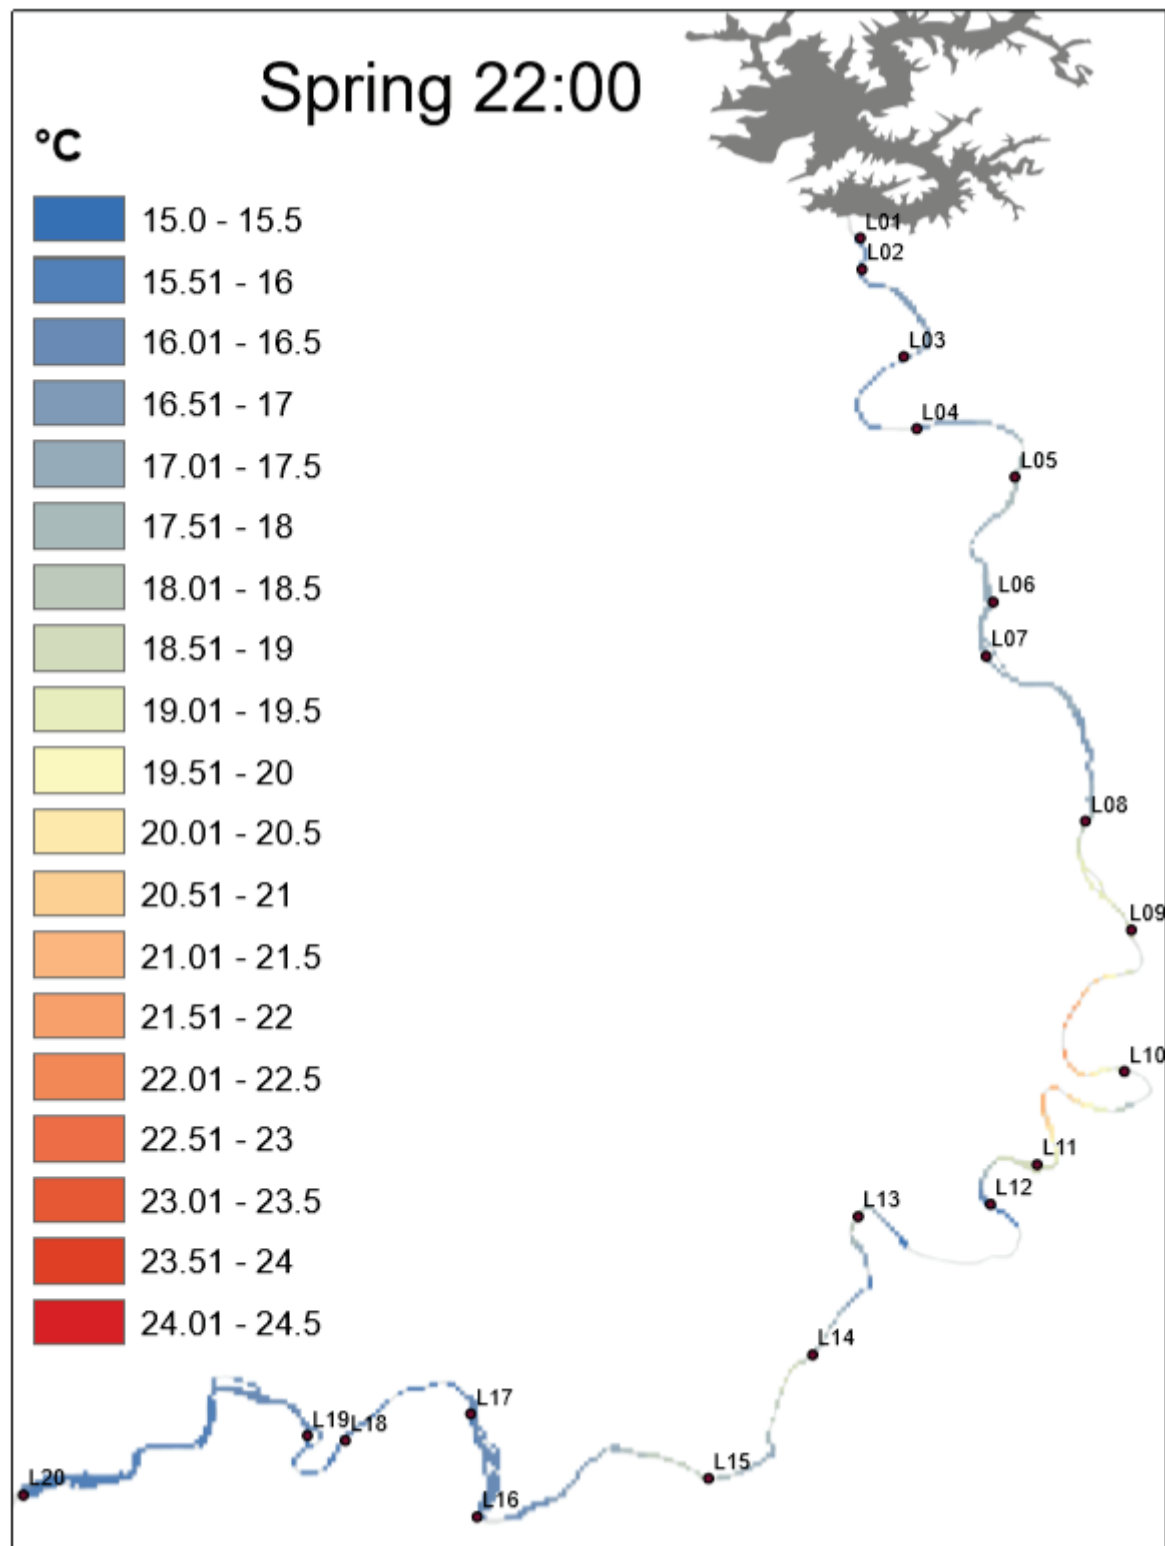 Spring 22:00
°C
15.0 - 15.5
15.51 - 16
16.01 - 16.5
16.51 - 17
17.01 - 17.5
17.51 - 18
18.01 - 18.5
18.51 - 19
19.01 - 19.5
19.51 - 20
20.01 - 20.5
20.51 - 21
21.01 - 21.5
21.51 - 22
22.01 - 22.5
22.51 - 23
23.01 - 23.5
23.51 - 24
24.01 - 24.5
L01
L02
L03
L04
L05
L06
L07
L08
L09
L10
L11
L12
L13
L14
L15
L16
L17
L18
L19
L20